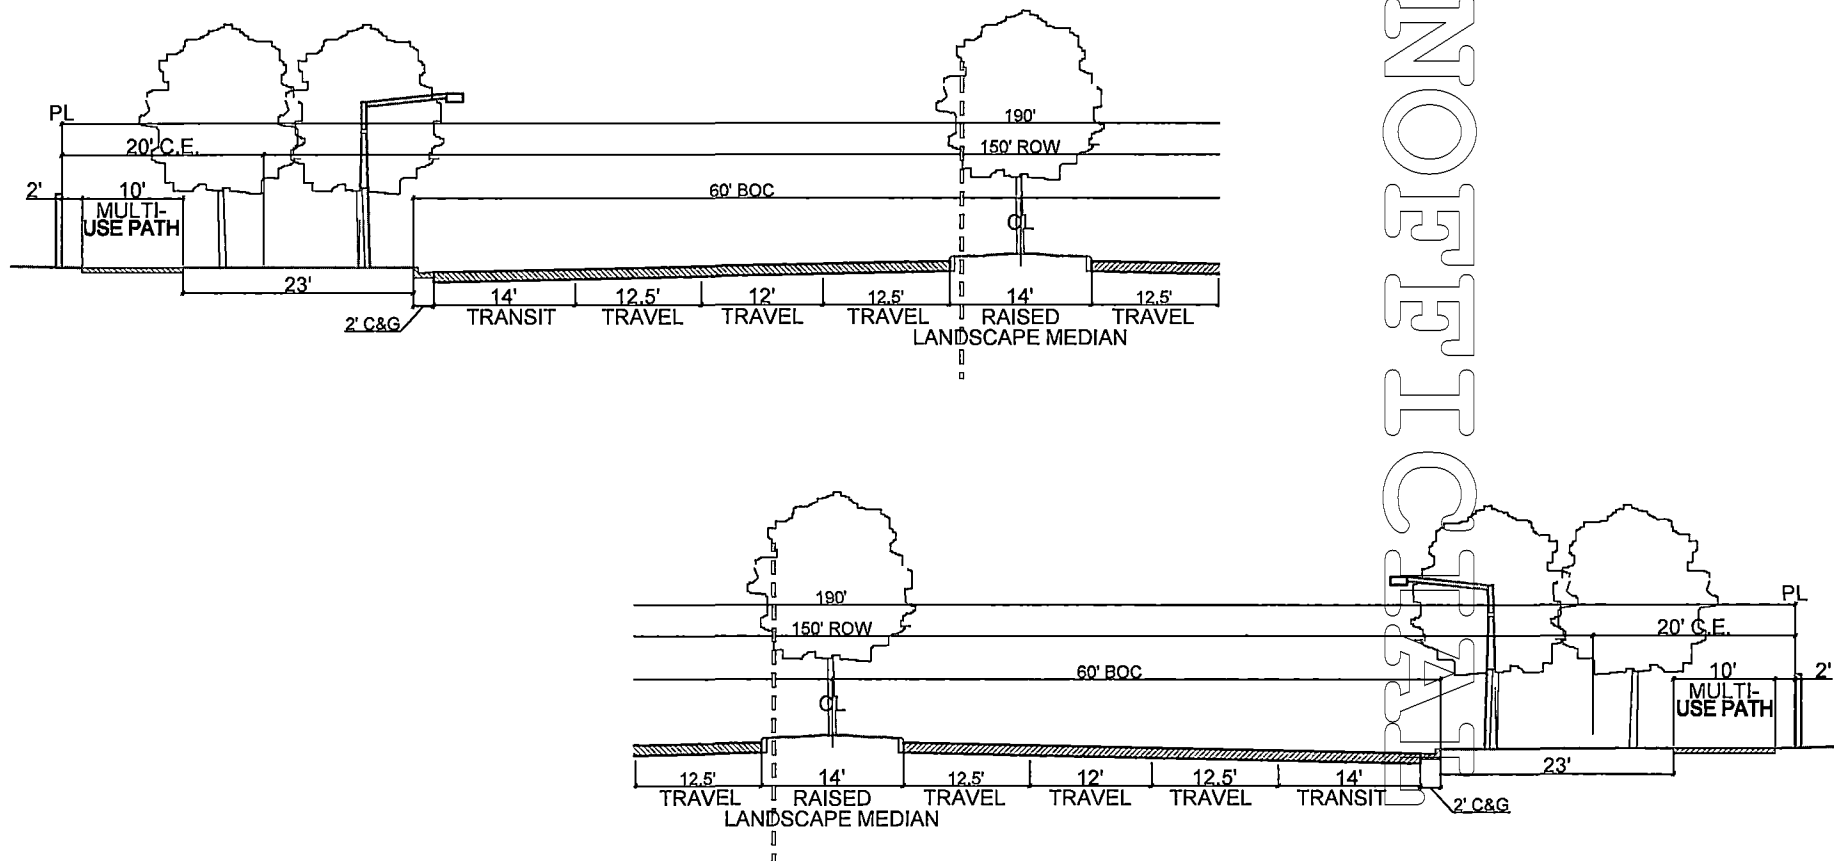 PL
190'
20' C.E.
150' ROW
2'
10'
60' BOC
MULTI-
USE PATH
CL
23'
14'
12.5'
12'
12.5'
14'
12.5'
2' C&G
TRANSIT
TRAVEL
TRAVEL
TRAVEL
RAISED
LANDSCAPE MEDIAN
TRAVEL
190'
PL
150' ROW
20' C.E.
60' BOC
10'
2'
MULTI-
USE PATH
CL
12.5'
14'
12.5'
12'
12.5'
14'
23'
TRAVEL
RAISED
LANDSCAPE MEDIAN
TRAVEL
TRAVEL
TRAVEL
TRANSIT
2' C&G
NOFFICIAL